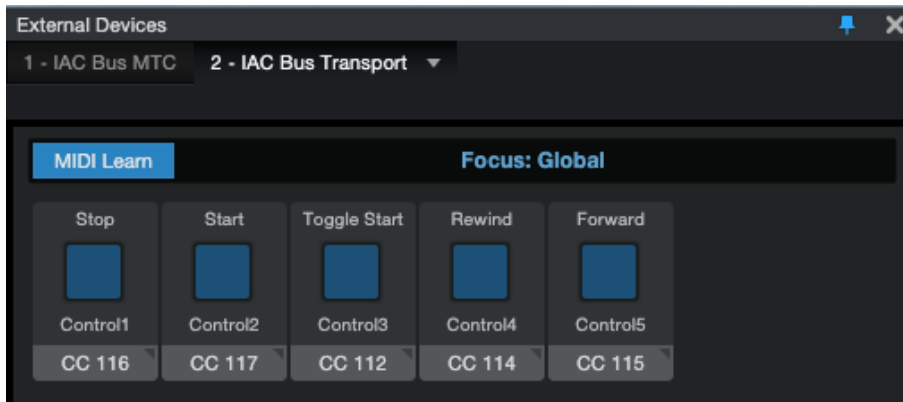 External Devices
1 - IAC Bus MTC 2 - IAC Bus Transport
MIDI Learn Focus: Global
Stop Start Toggle Start Rewind Forward
Control1 Control2 Control3 Control4 Control5
CC 116 CC 117 CC 112 CC 114 CC 115